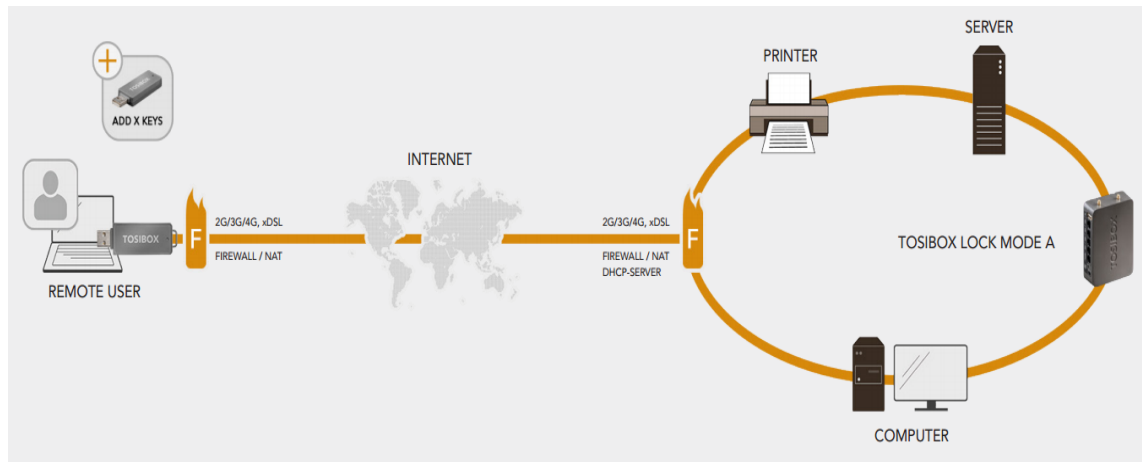 SERVER
PRINTER
TOSIBOX
ADD X KEYS
INTERNET
2G/3G/4G, xDSL
2G/3G/4G, xDSL
TOSIBOX
F
F
TOSIBOX LOCK MODE A
TOSIBOX
FIREWALL / NAT
FIREWALL / NAT
DHCP-SERVER
REMOTE USER
COMPUTER